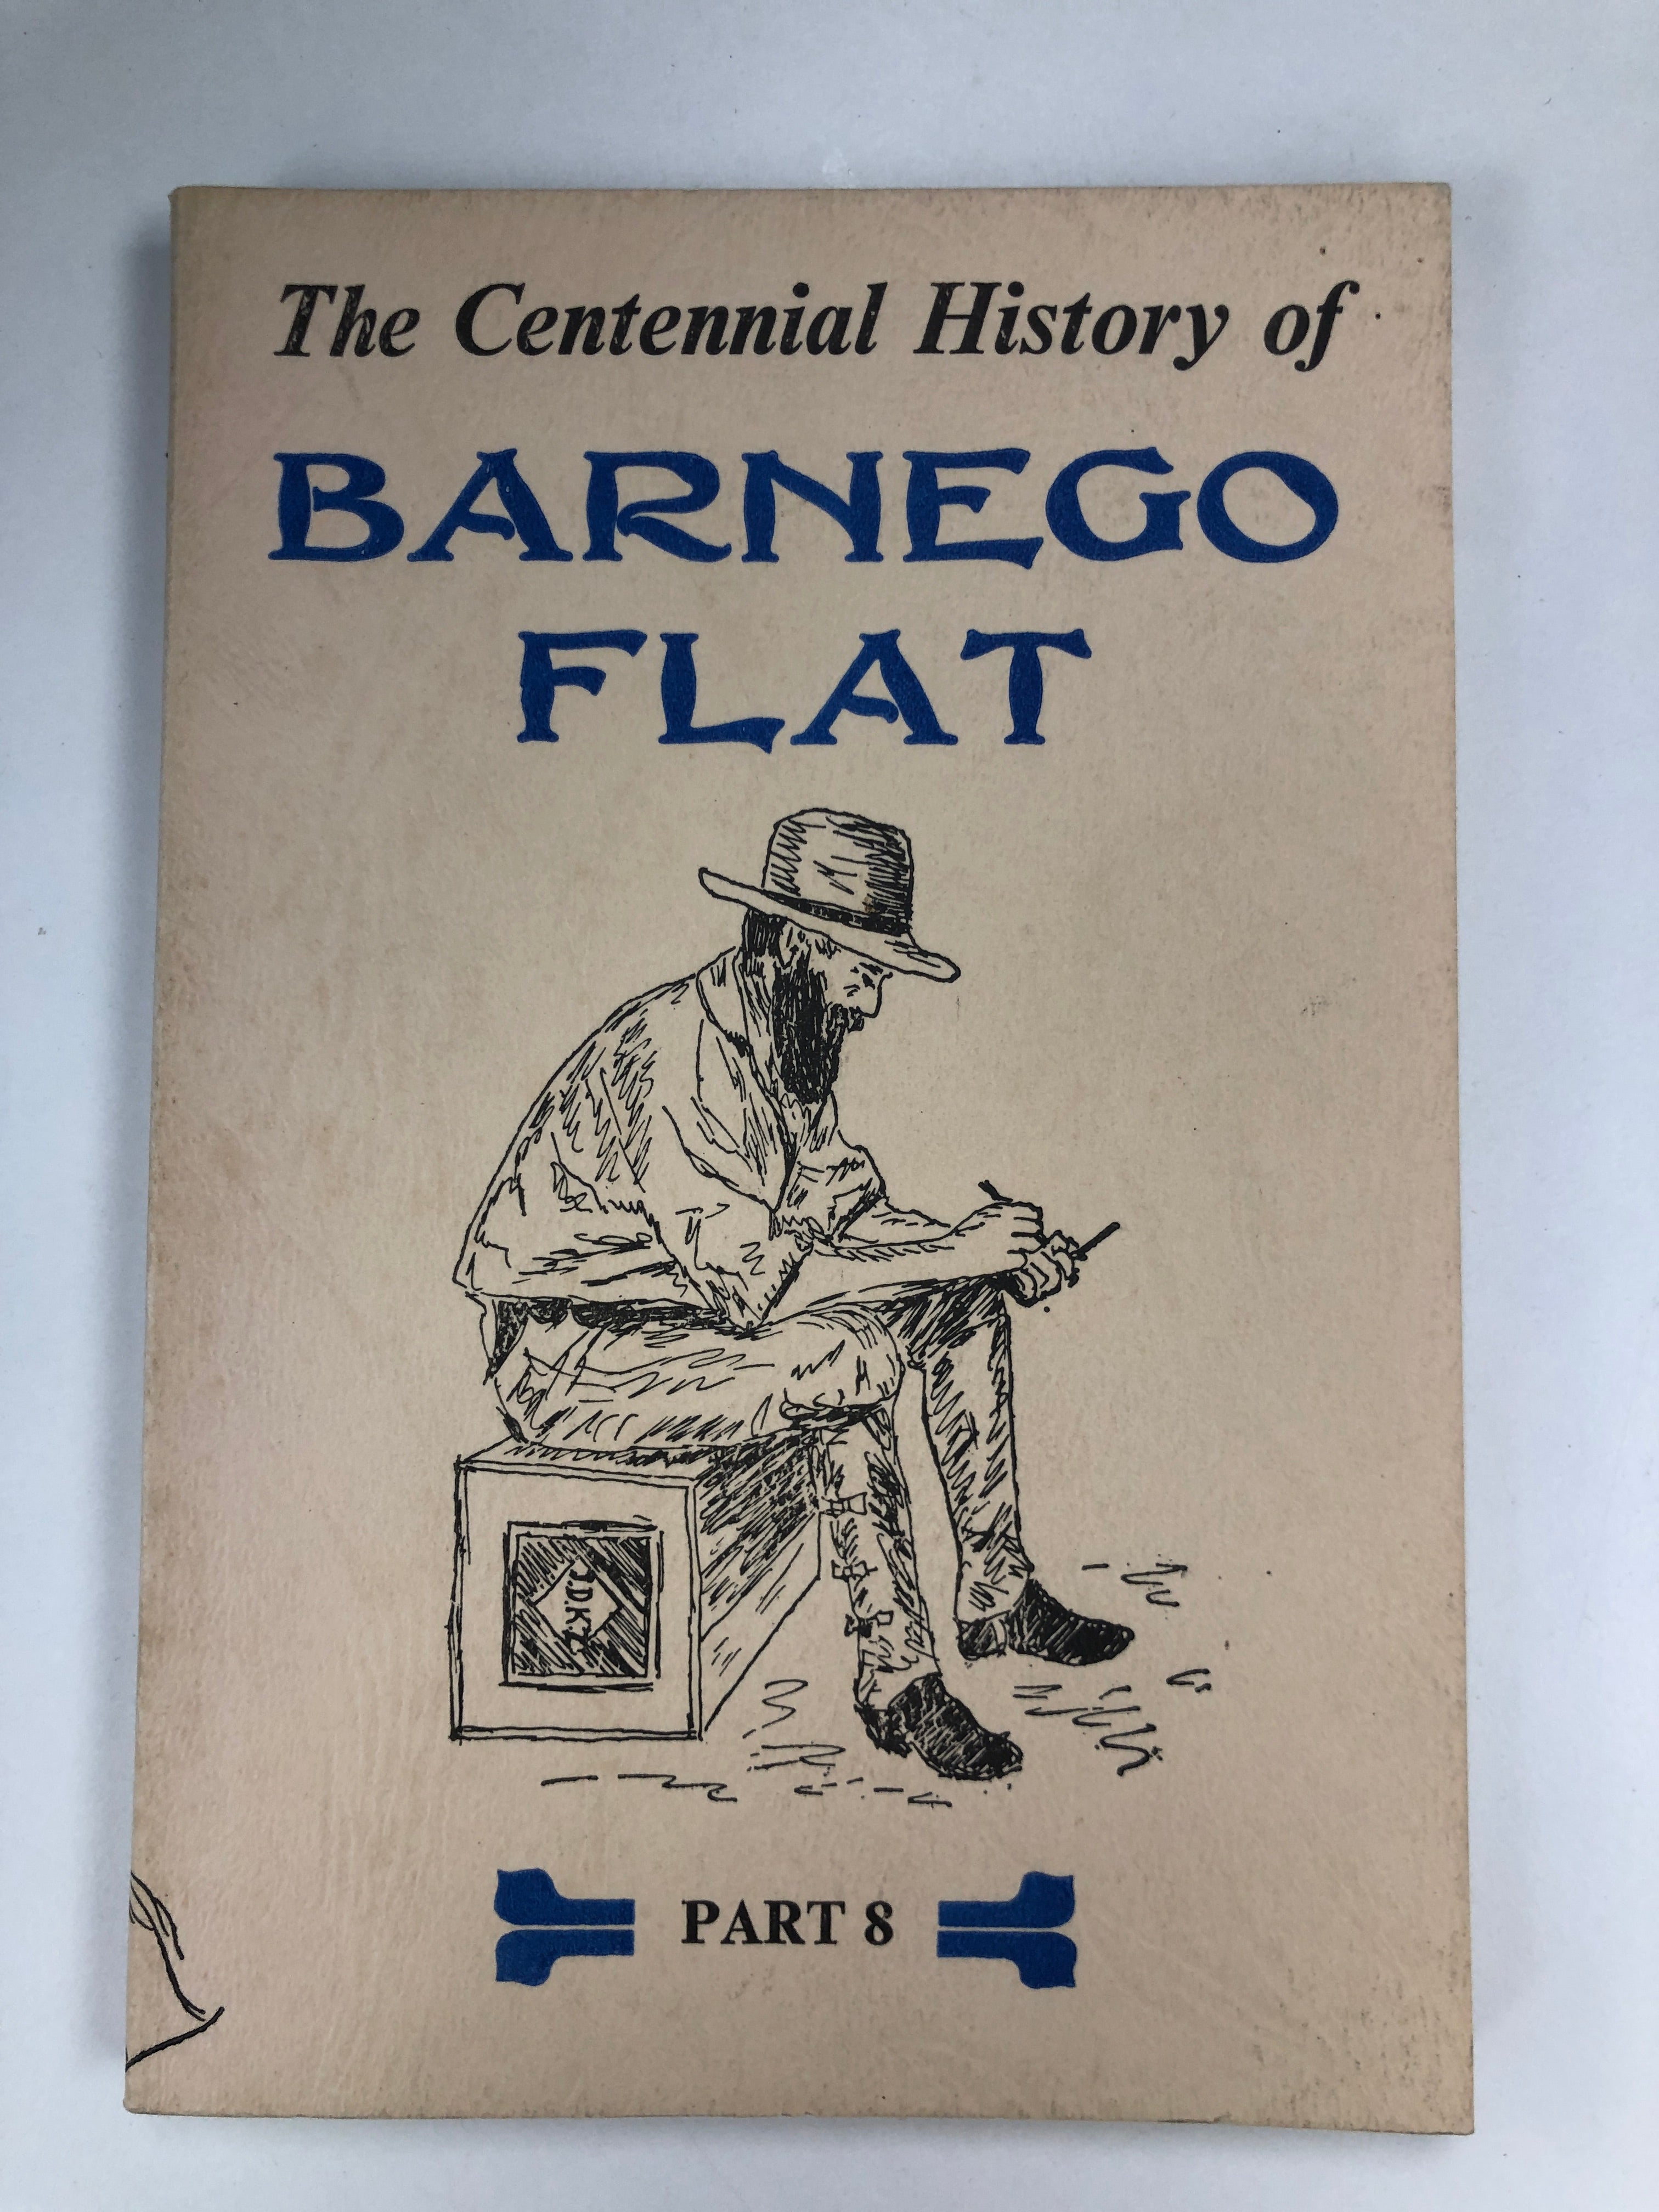 The Centennial History of
BARNEGO
FLAT
J.D.K.Z.
PART 8